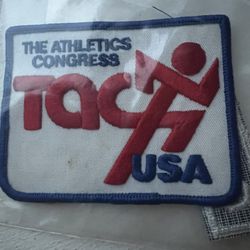 THE ATHLETICS
CONGRESS
TAC
USA